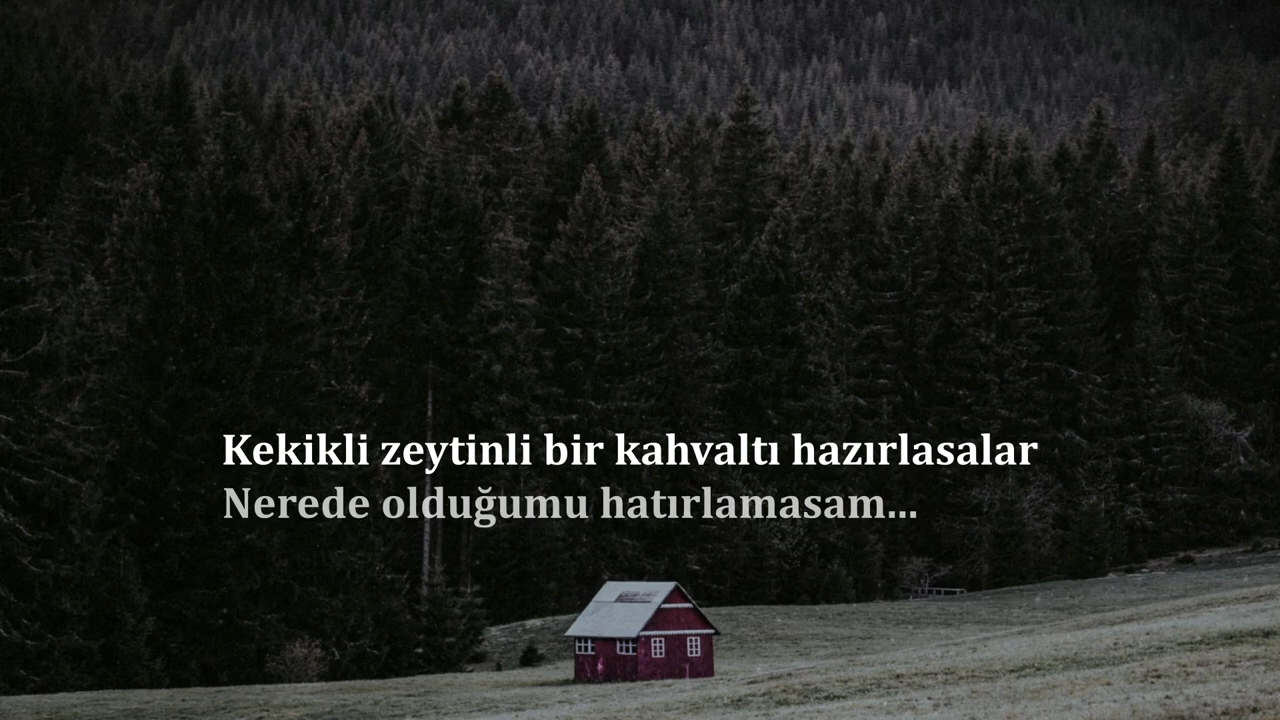 Kekikli zeytinli bir kahvaltı hazırlasalar
Nerede olduğumu hatırlamasam...